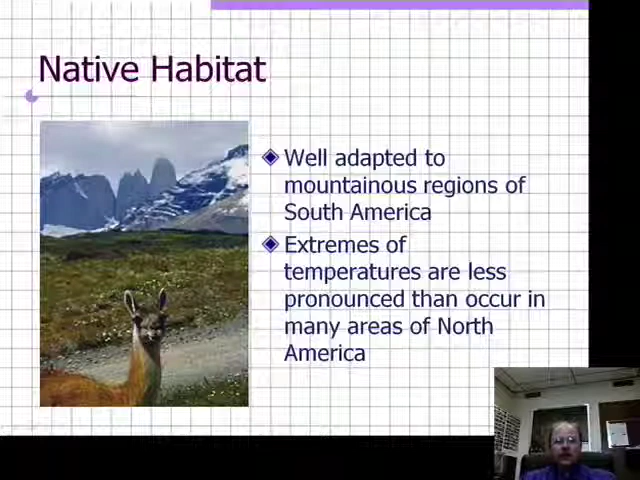 Native Habitat
Well adapted to
mountainous regions of
South America
Extremes of
temperatures are less
pronounced than occur in
many areas of North
America